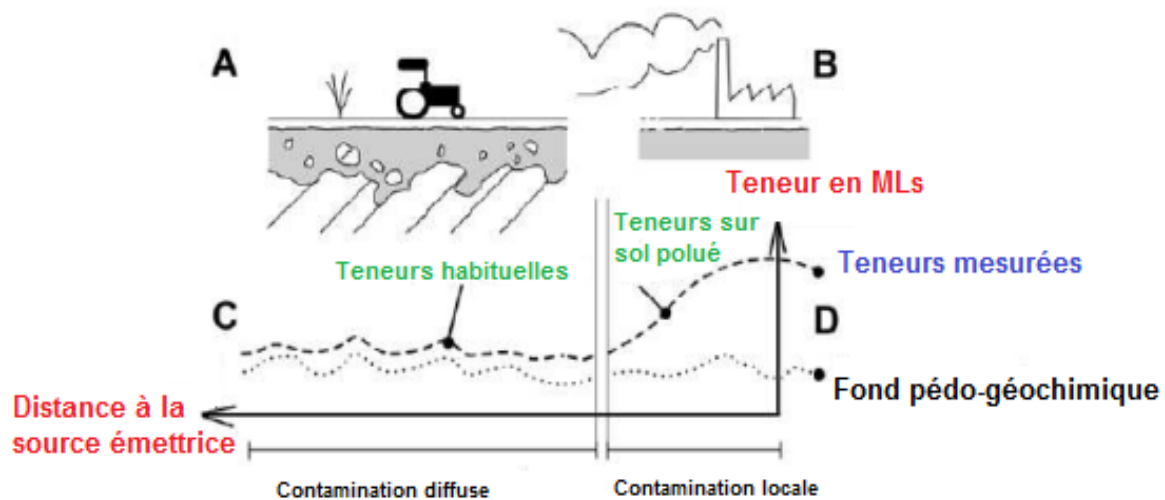 A
B
Teneur en MLs
Teneurs sur
sol polué
Teneurs habituelles
Teneurs mesurées
C
D
Fond pédo-géochimique
Distance à la
source émettrice
Contamination diffuse
Contamination locale